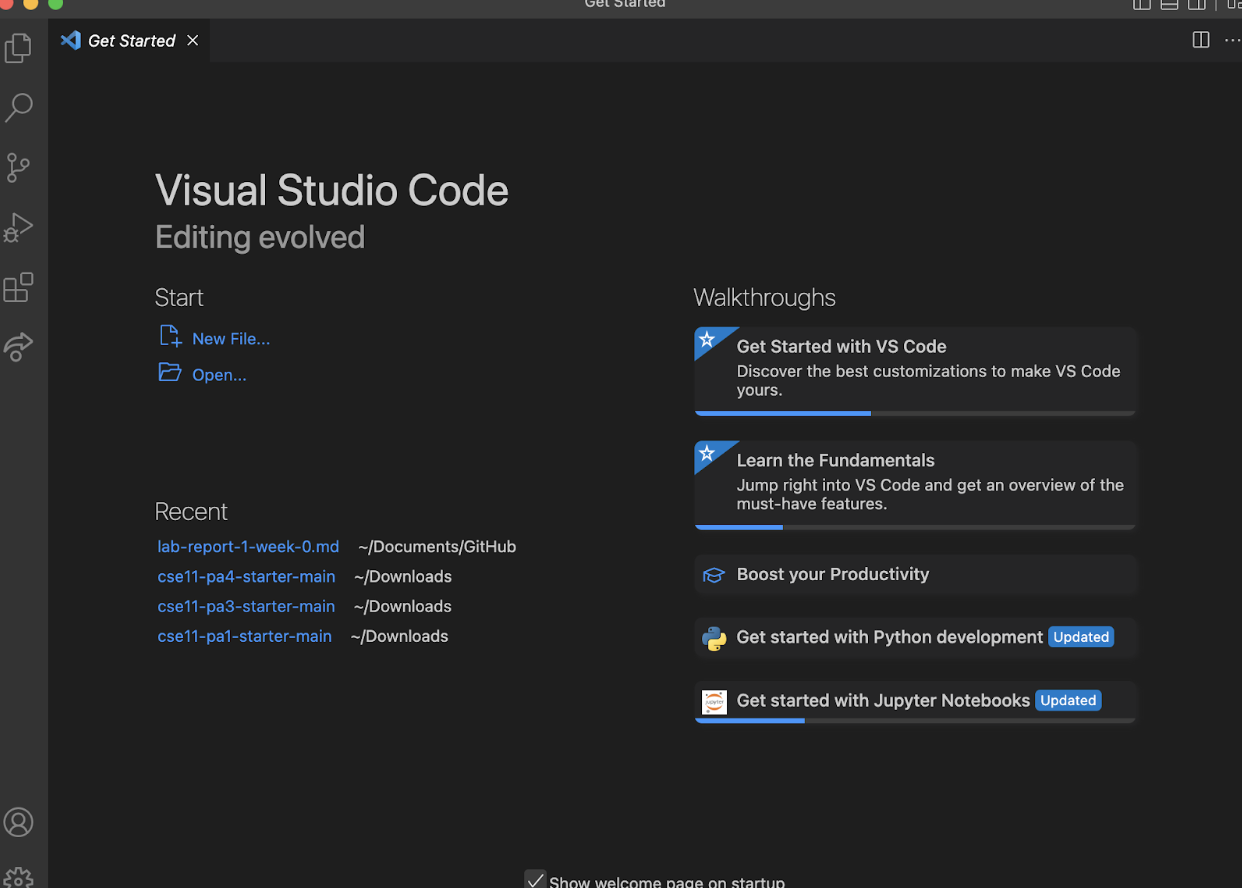 Get Started
Get Started
Visual Studio Code
Editing evolved
Start
New File...
Open...
Recent
lab-report-1-week-0.md ~/Documents/GitHub
cse11-pa4-starter-main ~/Downloads
cse11-pa3-starter-main ~/Downloads
cse11-pa1-starter-main ~/Downloads
Walkthroughs
Get Started with VS Code
Discover the best customizations to make VS Code
yours.
Learn the Fundamentals
Jump right into VS Code and get an overview of the
must-have features.
Boost your Productivity
Get started with Python development Updated
jupyter
Get started with Jupyter Notebooks Updated
Show welcome page on startup